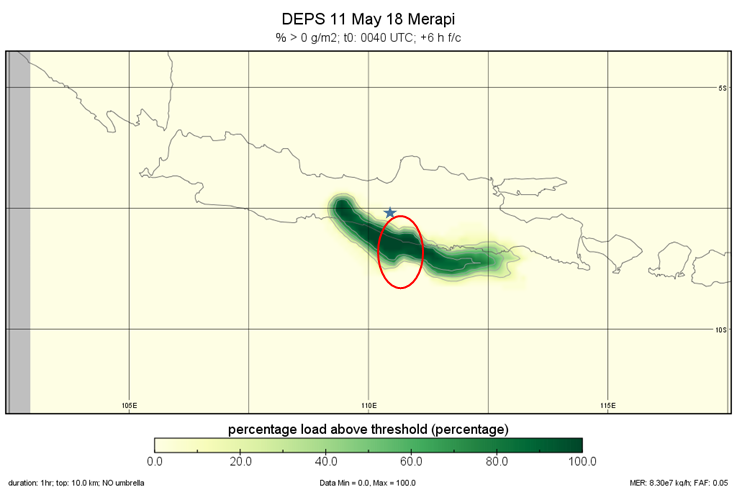 DEPS 11 May 18 Merapi
% > 0 g/m2; t0: 0040 UTC; +6 h f/c
5S
10S
105E 110E 115E
percentage load above threshold (percentage)
0.0 20.0 40.0 60.0 80.0 100.0
duration: 1hr; top: 10.0 km; NO umbrella Data Min = 0.0, Max = 100.0 MER: 8.30e7 kg/h; FAF: 0.05